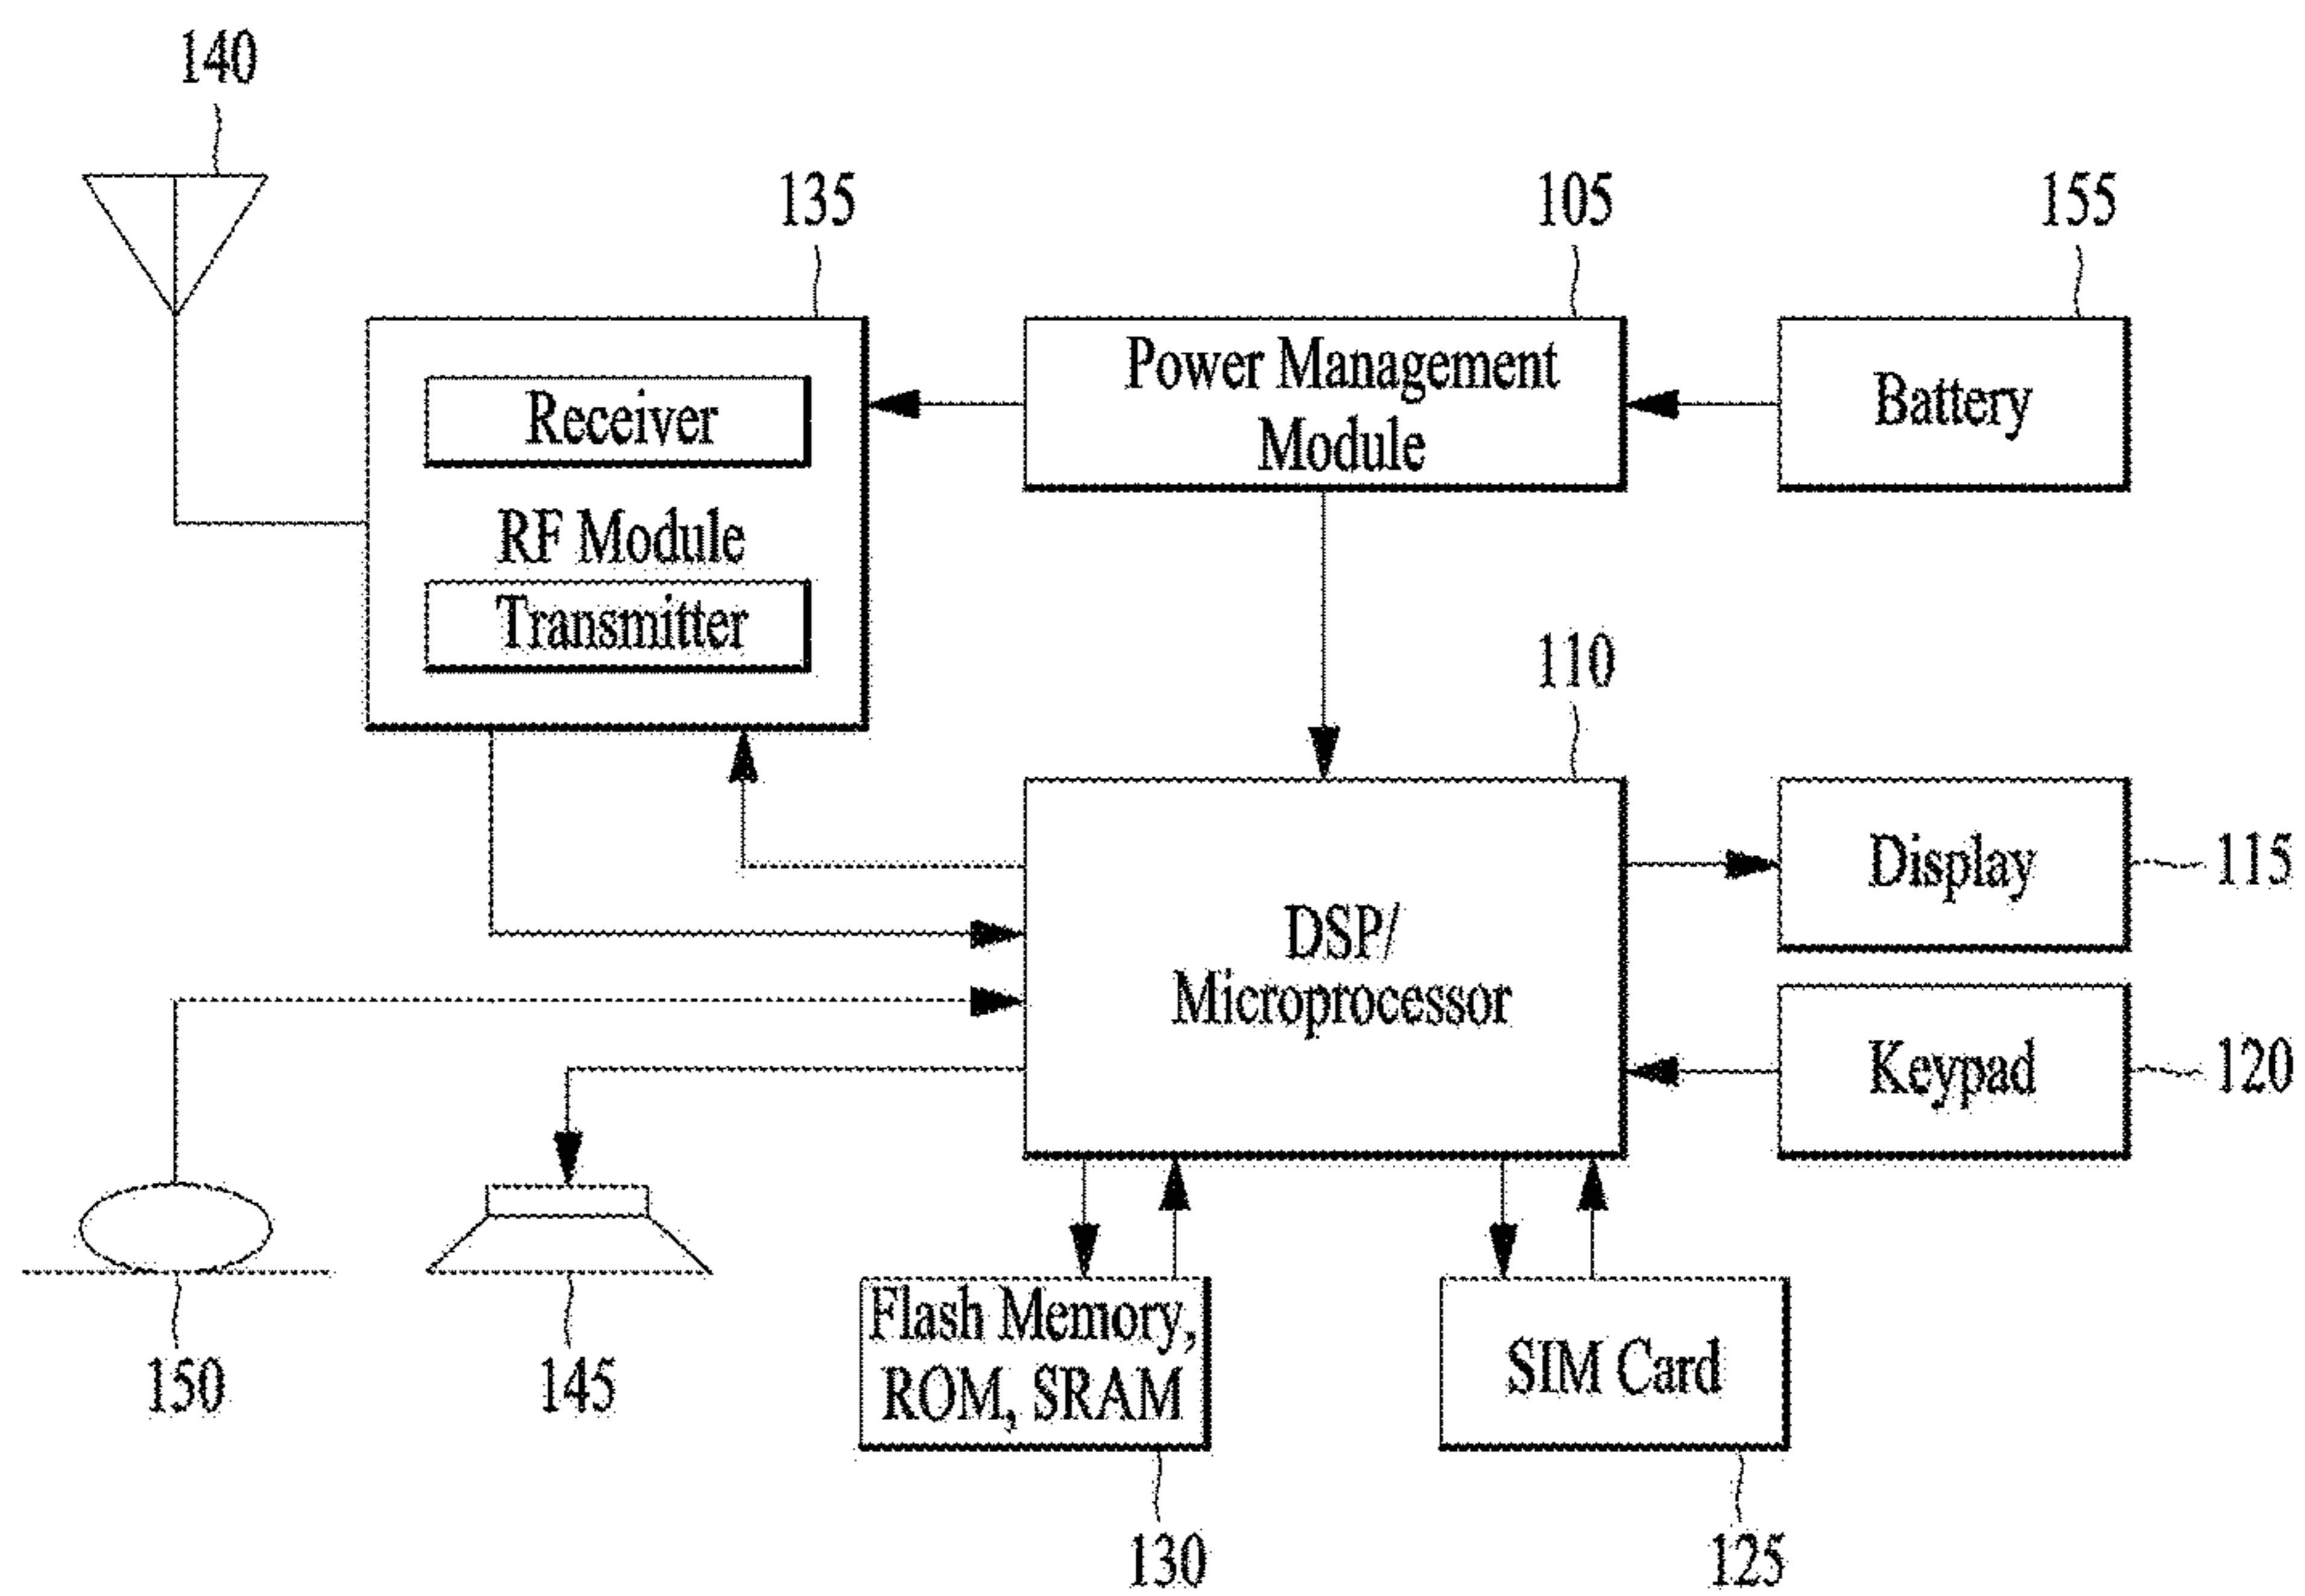 140
135
105
155
Power Management
Module
Battery
Receiver
RF Module
Transmitter
110
Display
115
DSP/
Microprocessor
Keypad
120
Flash Memory,
ROM, SRAM
SIM Card
150
145
130
125